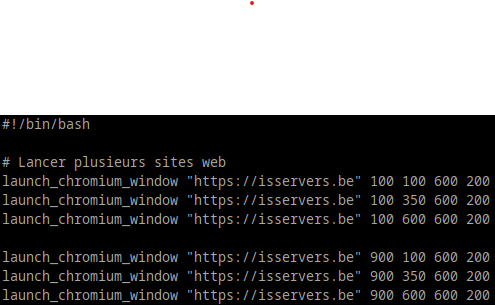 #!/bin/bash
# Lancer plusieurs sites web
launch_chromium_window "https://isservers.be" 100 100 600 200
launch_chromium_window "https://isservers.be" 100 350 600 200
launch_chromium_window "https://isservers.be" 100 600 600 200
launch_chromium_window "https://isservers.be" 900 100 600 200
launch_chromium_window "https://isservers.be" 900 350 600 200
launch_chromium_window "https://isservers.be" 900 600 600 200